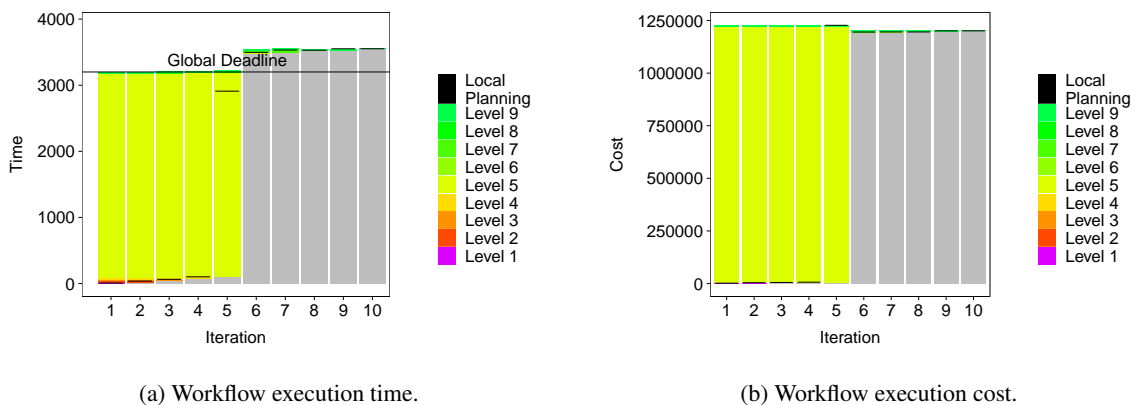 4000
3000
2000
1000
0
Time
Global Deadline
1 2 3 4 5 6 7 8 9 10
Iteration
Local
Planning
Level 9
Level 8
Level 7
Level 6
Level 5
Level 4
Level 3
Level 2
Level 1
(a) Workflow execution time.
1250000
1000000
750000
500000
250000
0
Cost
1 2 3 4 5 6 7 8 9 10
Iteration
Local
Planning
Level 9
Level 8
Level 7
Level 6
Level 5
Level 4
Level 3
Level 2
Level 1
(b) Workflow execution cost.